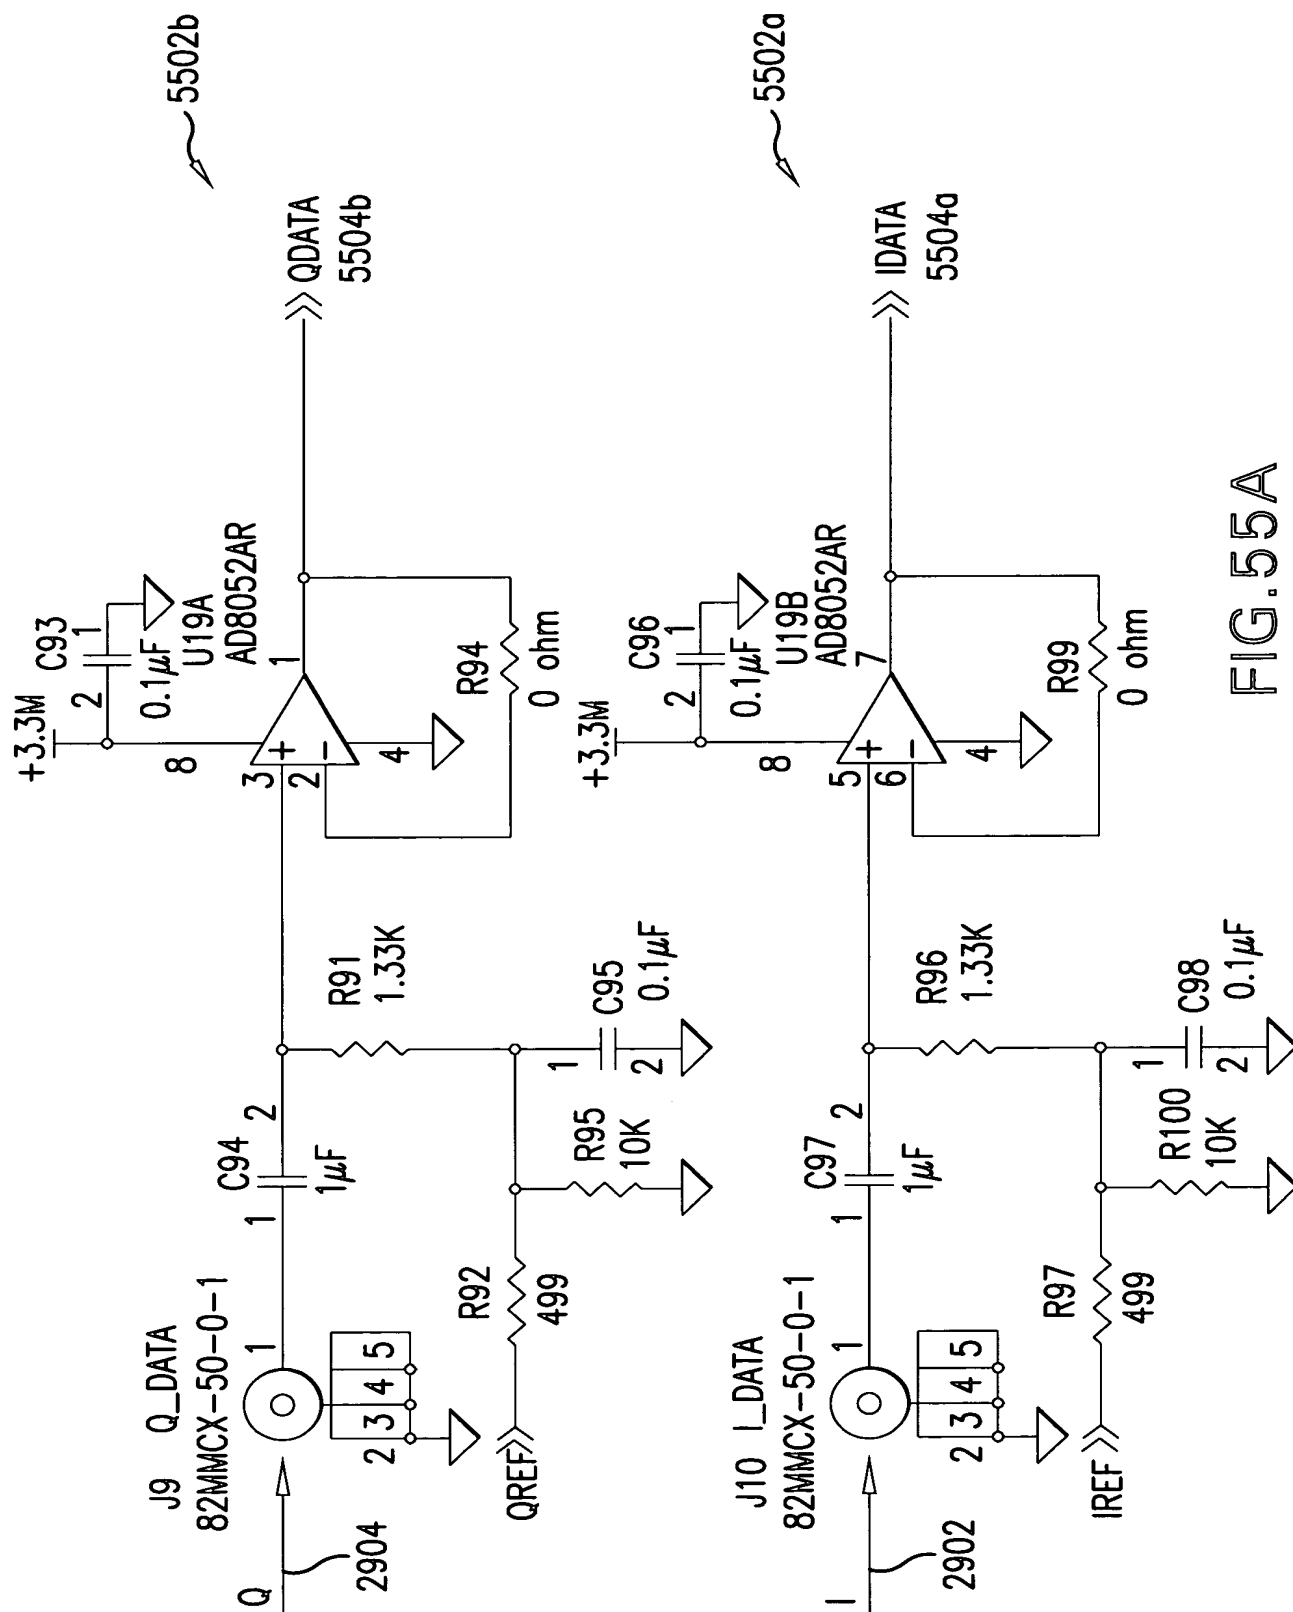 5502b
+3.3M
C93
2
1
0.1µF
U19A
AD8052AR
8
3
+
2
-
1
4
QDATA
5504b
R94
0 ohm
J9 Q_DATA
82MMCX-50-0-1
Q
2904
1
2 3 4 5
C94
1
2
1µF
R91
1.33K
QREF
R92
499
R95
10K
C95
1
2
0.1µF
5502a
+3.3M
C96
2
1
0.1µF
U19B
AD8052AR
8
5
+
6
-
7
4
IDATA
5504a
R99
0 ohm
J10 I_DATA
82MMCX-50-0-1
I
2902
1
2 3 4 5
C97
1
2
1µF
R96
1.33K
IREF
R97
499
R100
10K
C98
1
2
0.1µF
FIG.55A